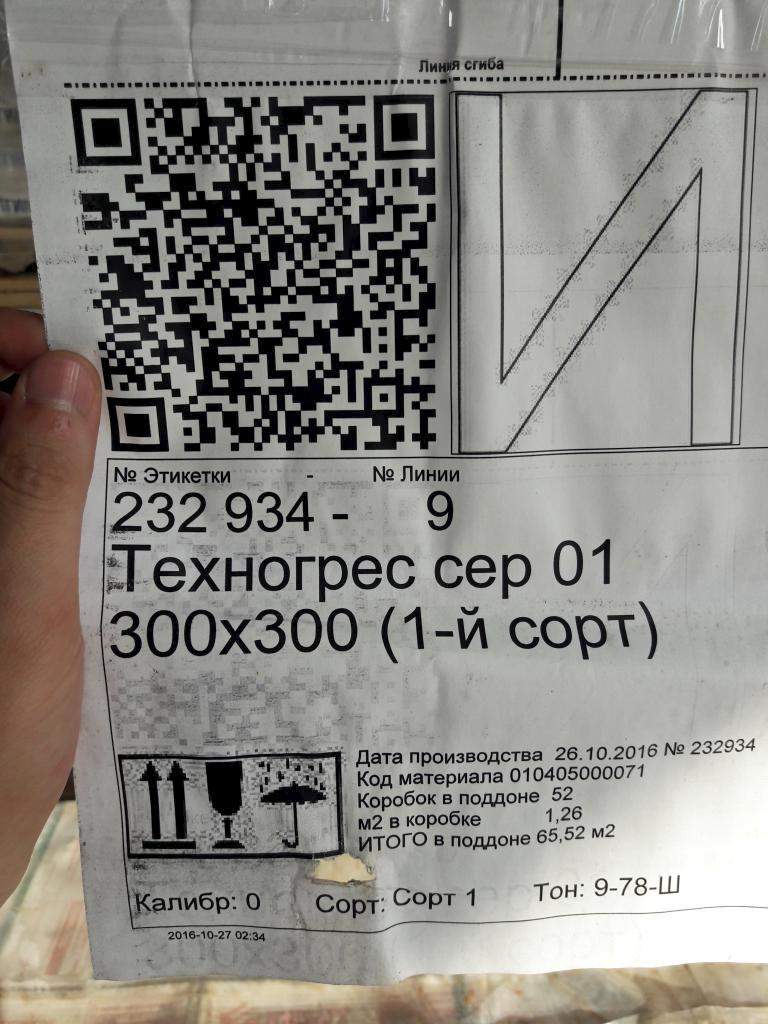 Линия сгиба
И
№ Этикетки - № Линии
232 934 - 9
Техногрес сер 01
300х300 (1-й сорт)
Дата производства 26.10.2016 № 232934
Код материала 010405000071
Коробок в поддоне 52
м2 в коробке 1,26
ИТОГО в поддоне 65,52 м2
Калибр: 0 Сорт: Сорт 1 Тон: 9-78-Ш
2016-10-27 02:34